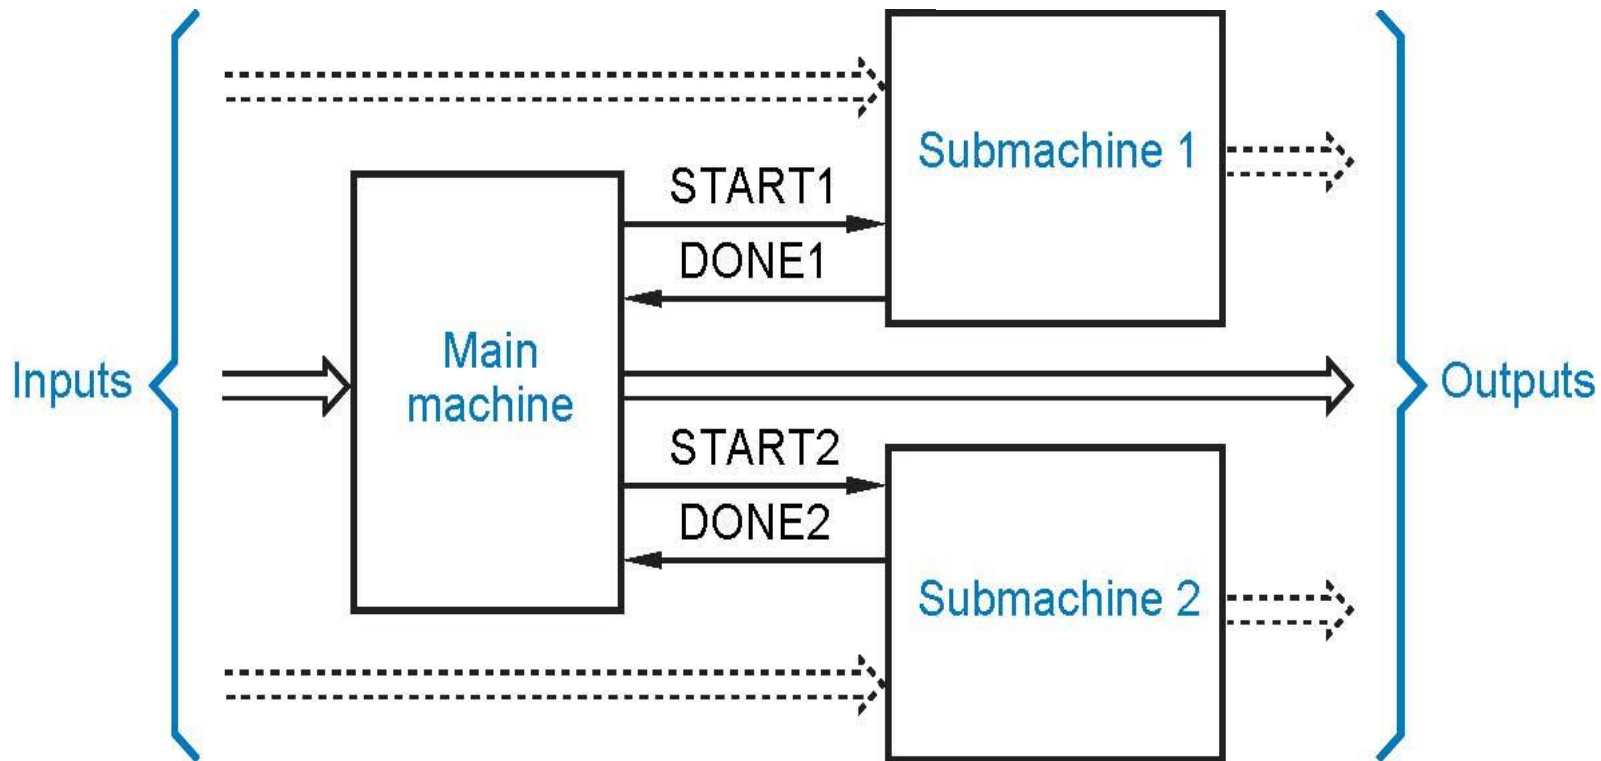 Submachine 1
START1
DONE1
Main
machine
Inputs
Outputs
START2
DONE2
Submachine 2